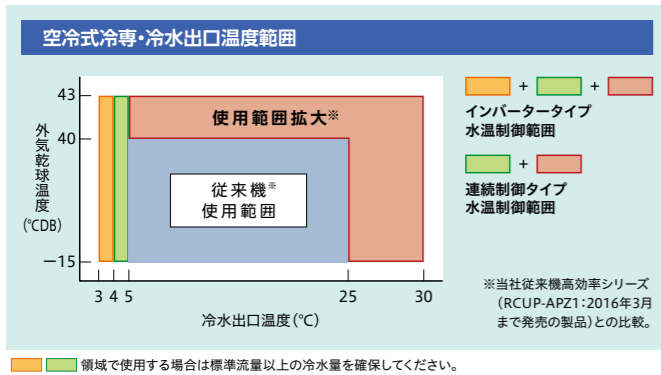 空冷式冷専・冷水出口温度範囲
43
40
−15
外気乾球温度
(℃DB)
使用範囲拡大※
従来機※
使用範囲
3 4 5 25 30
冷水出口温度(℃)
+ +
インバータータイプ
水温制御範囲
+
連続制御タイプ
水温制御範囲
※当社従来機高効率シリーズ
(RCUP-APZ1:2016年3月
まで発売の製品)との比較。
領域で使用する場合は標準流量以上の冷水量を確保してください。